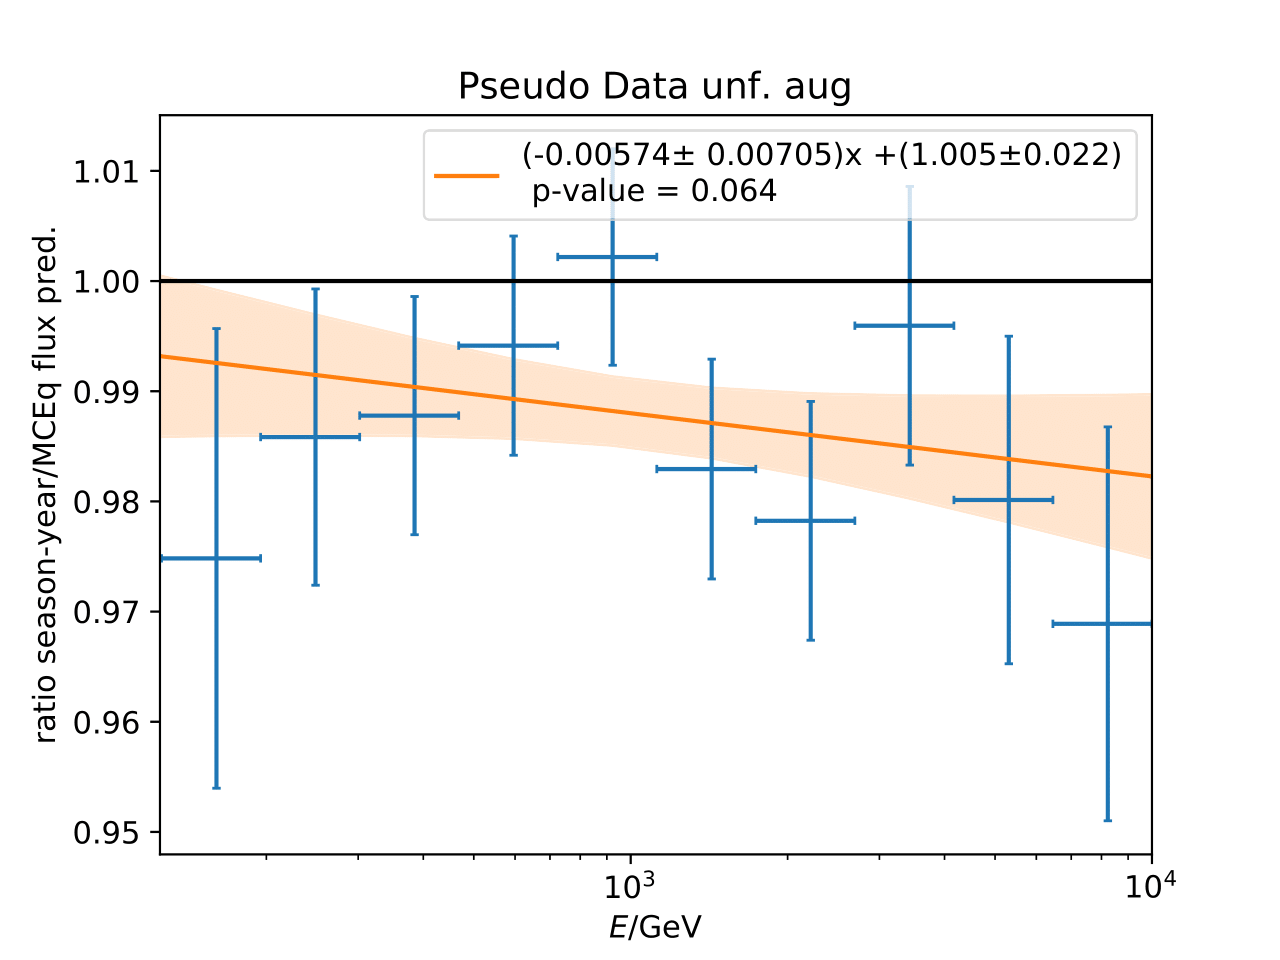 Pseudo Data unf. aug
(-0.00574± 0.00705)x +(1.005±0.022)
p-value = 0.064
ratio season-year/MCEq flux pred.
1.01
1.00
0.99
0.98
0.97
0.96
0.95
10³
10⁴
E/GeV